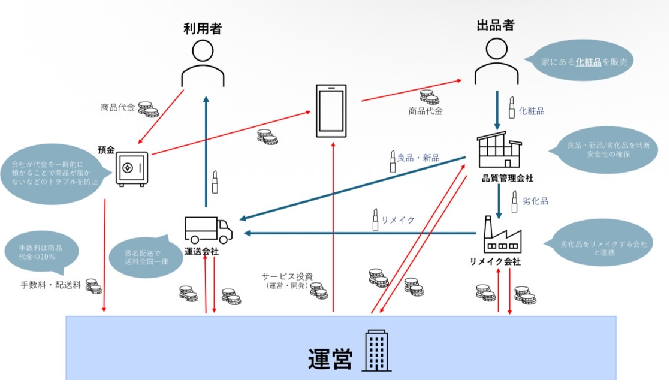 利用者
出品者
家にある化粧品を販売
商品代金
商品代金
化粧品
預金
会社が代金を一時的に
預かることで商品が届か
ないなどのトラブルを防止
良品・新品
良品・新品/劣化品を判断
安全性の確保
品質管理会社
劣化品
リメイク
手数料は商品
代金の10%
匿名配送で
送料全国一律
運送会社
サービス投資
(運営・開発)
リメイク会社
劣化品をリメイクする会社
と連携
手数料・配送料
運営